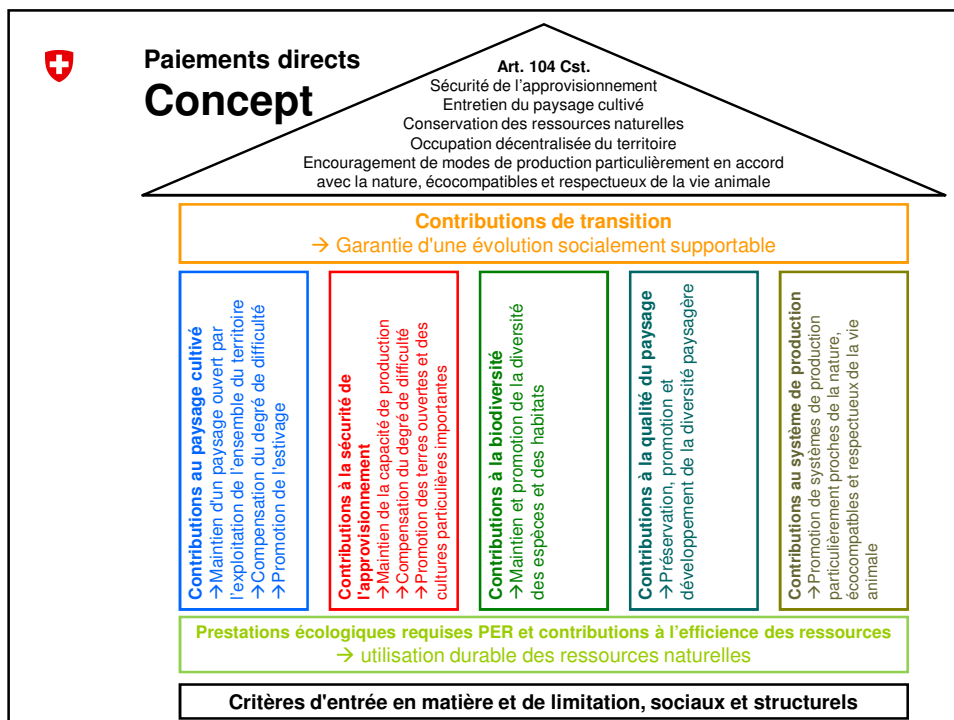 Paiements directs
Concept
Art. 104 Cst.
Sécurité de l'approvisionnement
Entretien du paysage cultivé
Conservation des ressources naturelles
Occupation décentralisée du territoire
Encouragement de modes de production particulièrement en accord
avec la nature, écocompatibles et respectueux de la vie animale
Contributions de transition
→ Garantie d'une évolution socialement supportable
Contributions au paysage cultivé
→Maintien d'un paysage ouvert par
l'exploitation de l'ensemble du territoire
→Compensation du degré de difficulté
→Promotion de l'estivage
Contributions à la sécurité de
l'approvisionnement
→Maintien de la capacité de production
→Compensation du degré de difficulté
→Promotion des terres ouvertes et des
cultures particulières importantes
Contributions à la biodiversité
→Maintien et promotion de la diversité
des espèces et des habitats
Contributions à la qualité du paysage
→Préservation, promotion et
développement de la diversité paysagère
Contributions au système de production
→Promotion de systèmes de production
particulièrement proches de la nature,
écocompatibles et respectueux de la vie
animale
Prestations écologiques requises PER et contributions à l'efficience des ressources
→ utilisation durable des ressources naturelles
Critères d'entrée en matière et de limitation, sociaux et structurels